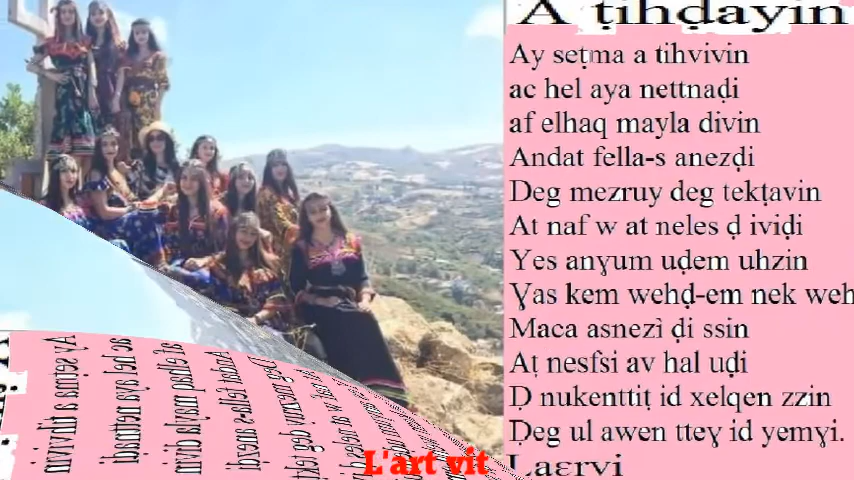 A ṭihḍayin
Ay seṭma a tihvivin
ac hel aya nettnaḍi
af elhaq mayla divin
Andat fella-s anezḍi
Deg mezruy deg tekṭavin
At naf w at neles ḍ iviḍi
Yes anɣum uḍem uhzin
Ɣas kem wehḍ-em nek weh
Maca asnezì ḍi ssin
Aṭ nesfsi av hal uḍi
Ḍ nukenttiṭ id xelqen zzin
Ḍeg ul awen tteɣ id yemɣi.
Laɛrvi
L'art vit